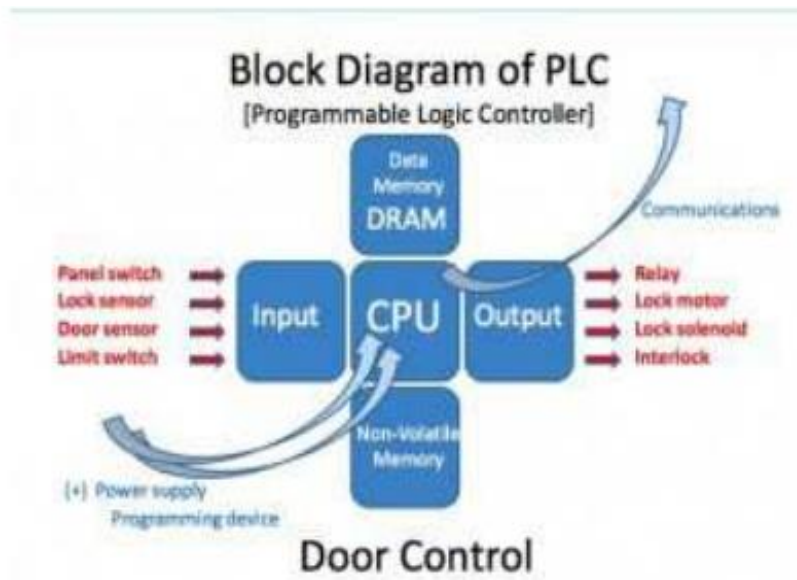 Block Diagram of PLC
[Programmable Logic Controller]
Data
Memory
DRAM
Communications
Panel switch
Lock sensor
Door sensor
Limit switch
Input
CPU
Output
Relay
Lock motor
Lock solenoid
Interlock
Non-Volatile
Memory
(+) Power supply
Programming device
Door Control